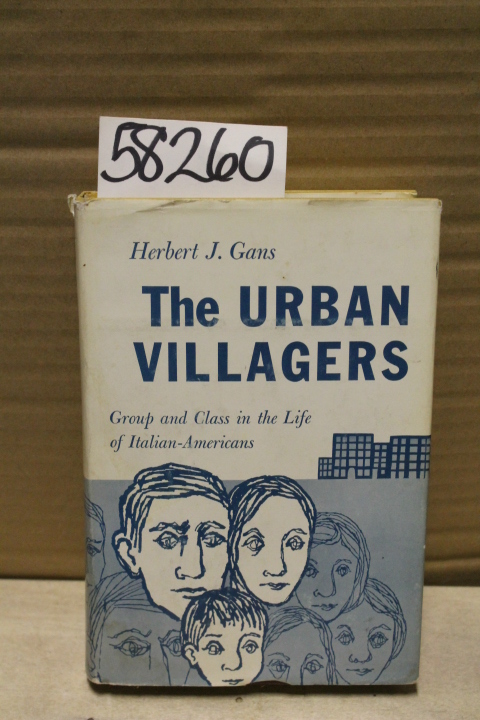 58260
Herbert J. Gans
The URBAN
VILLAGERS
Group and Class in the Life
of Italian-Americans